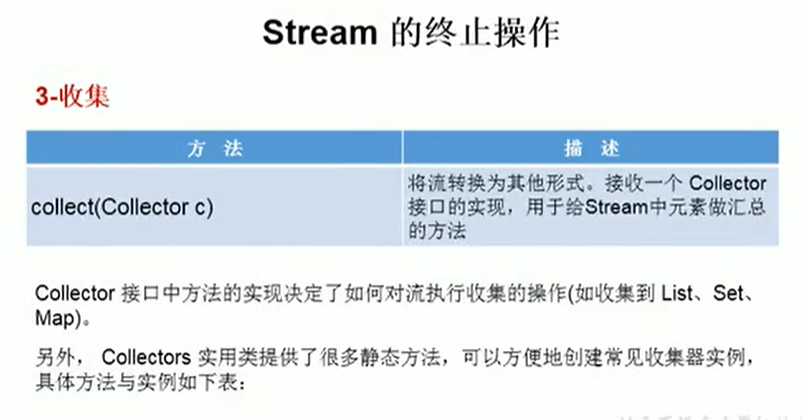 Stream 的终止操作
3-收集
方 法
描 述
collect(Collector c)
将流转换为其他形式。接收一个 Collector
接口的实现，用于给Stream中元素做汇总
的方法
Collector 接口中方法的实现决定了如何对流执行收集的操作(如收集到 List、Set、
Map)。
另外， Collectors 实用类提供了很多静态方法，可以方便地创建常见收集器实例，
具体方法与实例如下表：